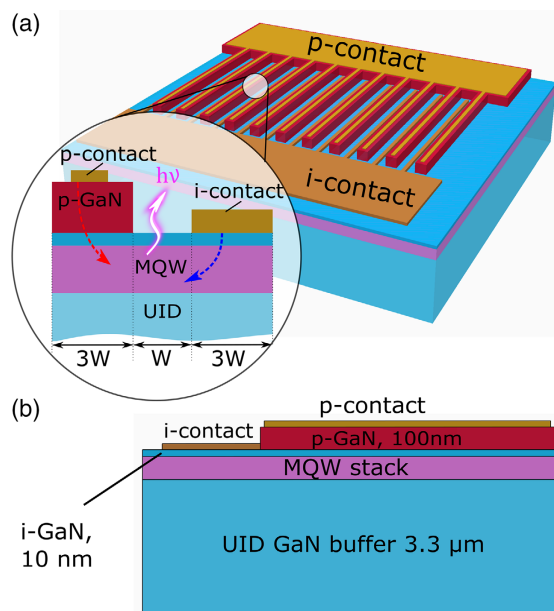 (a)
p-contact
i-contact
p-contact
hν
i-contact
p-GaN
MQW
UID
3W
W
3W
(b)
p-contact
i-contact
p-GaN, 100nm
MQW stack
i-GaN,
10 nm
UID GaN buffer 3.3 μm